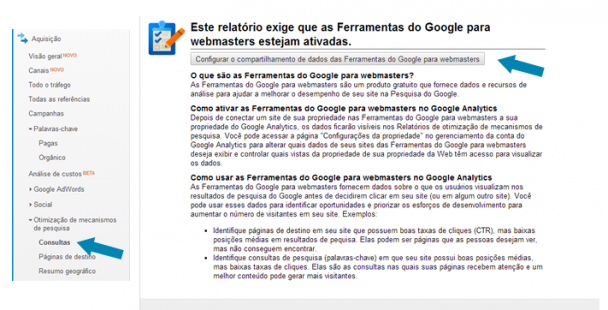 Aquisição
Visão geral NOVO
Canais NOVO
Todo o tráfego
Todas as referências
Campanhas
Palavras-chave
Pagas
Orgânico
Análise de custos BETA
Google AdWords
Social
Otimização de mecanismos
de pesquisa
Consultas
Páginas de destino
Resumo geográfico
Este relatório exige que as Ferramentas do Google para
webmasters estejam ativadas.
Configurar o compartilhamento de dados das Ferramentas do Google para webmasters
O que são as Ferramentas do Google para webmasters?
As Ferramentas do Google para webmasters são um produto gratuito que fornece dados e recursos de
análise para ajudar a melhorar o desempenho de seu site na Pesquisa do Google.
Como ativar as Ferramentas do Google para webmasters no Google Analytics
Depois de conectar um site de sua propriedade nas Ferramentas do Google para webmasters a sua
propriedade do Google Analytics, os dados ficarão visíveis nos Relatórios de otimização de mecanismos de
pesquisa. Você pode acessar a página "Configurações da propriedade" no gerenciamento da conta do
Google Analytics para alterar quais dados de seus sites das Ferramentas do Google para webmasters
deseja exibir e controlar quais vistas da propriedade de sua propriedade da Web têm acesso para visualizar
os dados.
Como usar as Ferramentas do Google para webmasters no Google Analytics
As Ferramentas do Google para webmasters fornecem dados sobre o que os usuários visualizam nos
resultados de pesquisa do Google antes de decidirem clicar em seu site (ou em algum outro site). Você
pode usar esses dados para identificar oportunidades e priorizar os esforços de desenvolvimento para
aumentar o número de visitantes em seu site. Exemplos:
Identifique páginas de destino em seu site que possuem boas taxas de cliques (CTR), mas baixas
posições médias em resultados de pequisa. Elas podem ser páginas que as pessoas desejam ver,
mas não conseguem encontrar.
Identifique consultas de pesquisa (palavras-chave) em que seu site possui boas posições médias,
mas baixas taxas de cliques. Elas são as consultas nas quais suas páginas recebem atenção e um
melhor conteúdo pode gerar mais visitantes.